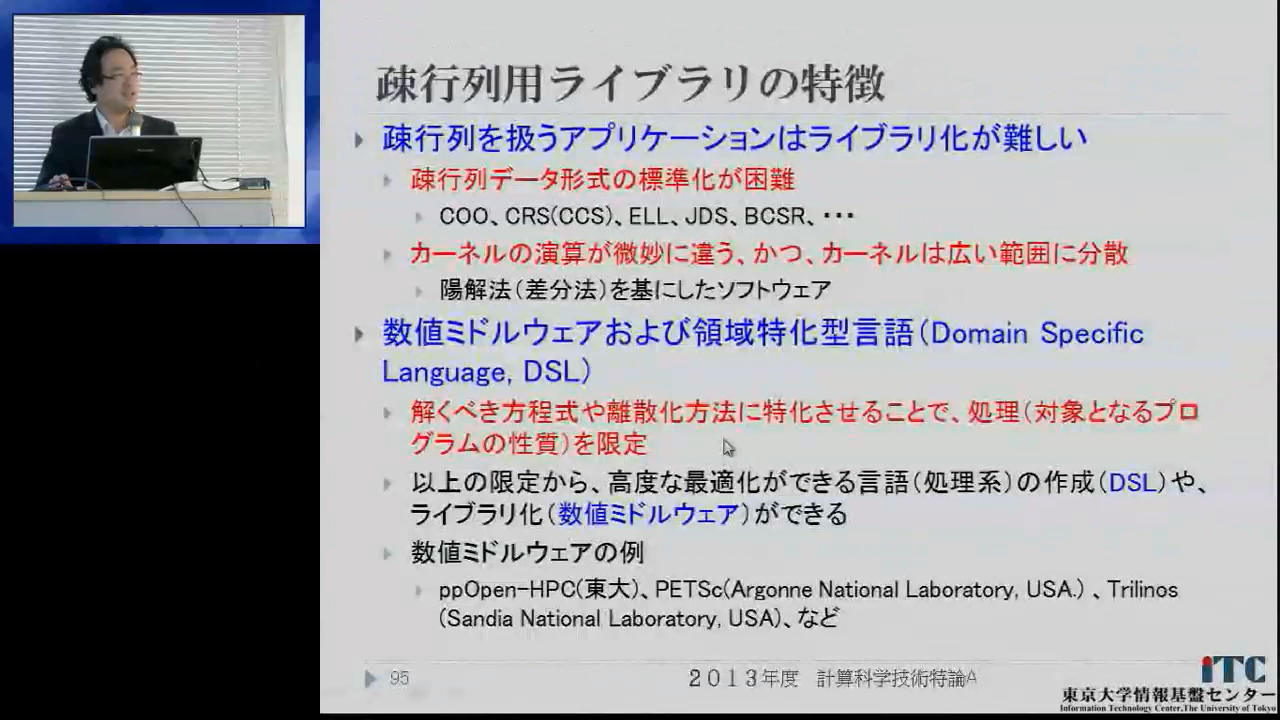 疎行列用ライブラリの特徴
疎行列を扱うアプリケーションはライブラリ化が難しい
疎行列データ形式の標準化が困難
COO、CRS(CCS)、ELL、JDS、BCSR、・・・
カーネルの演算が微妙に違う、かつ、カーネルは広い範囲に分散
陽解法(差分法)を基にしたソフトウェア
数値ミドルウェアおよび領域特化型言語(Domain Specific
Language, DSL)
解くべき方程式や離散化方法に特化させることで、処理(対象となるプロ
グラムの性質)を限定
以上の限定から、高度な最適化ができる言語(処理系)の作成(DSL)や、
ライブラリ化(数値ミドルウェア)ができる
数値ミドルウェアの例
ppOpen-HPC(東大)、PETSc(Argonne National Laboratory, USA.) 、Trilinos
(Sandia National Laboratory, USA)、など
95
2013年度 計算科学技術特論A
ITC
東京大学情報基盤センター
Information Technology Center,The University of Tokyo